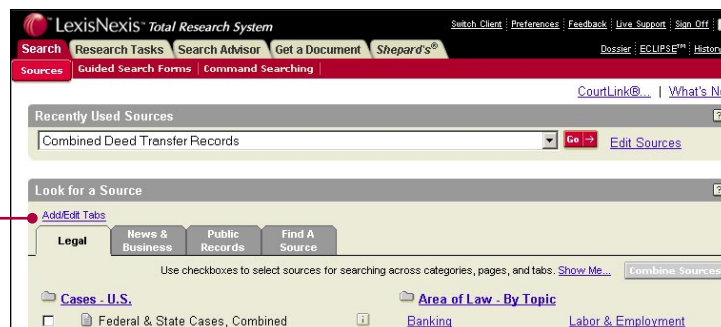 LexisNexis™ Total Research System
Switch Client | Preferences | Feedback | Live Support | Sign Off |
Search Research Tasks Search Advisor Get a Document Shepard's®
Dossier | ECLIPSE™ |
Sources Guided Search Forms | Command Searching |
CourtLink®... | What's
Recently Used Sources
Combined Deed Transfer Records Go → Edit Sources
Look for a Source
Add/Edit Tabs
Legal News & Business Public Records Find A Source
Use checkboxes to select sources for searching across categories, pages, and tabs. Show Me... Combine Sources
Cases - U.S. Area of Law - By Topic
Federal & State Cases, Combined i Banking Labor & Employment